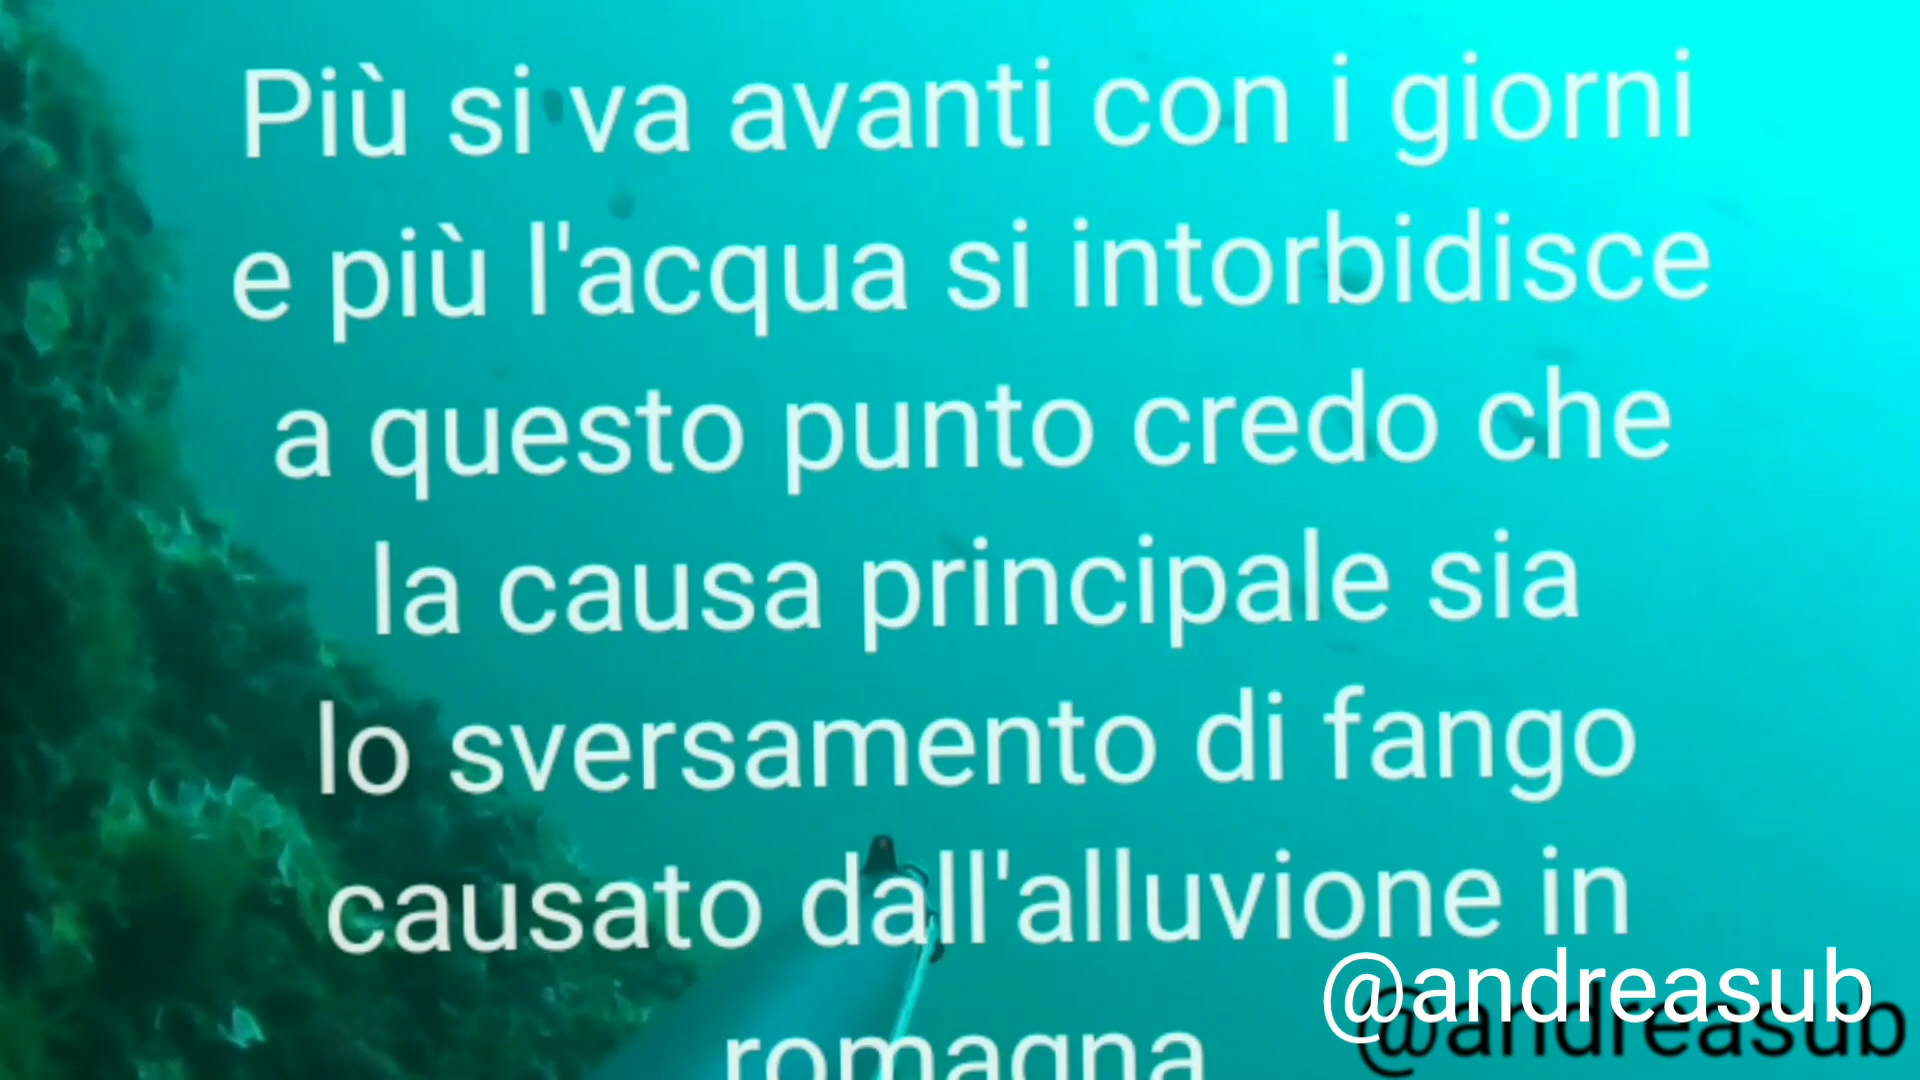 Più si va avanti con i giorni
e più l'acqua si intorbidisce
a questo punto credo che
la causa principale sia
lo sversamento di fango
causato dall'alluvione in
romagna
@andreasub